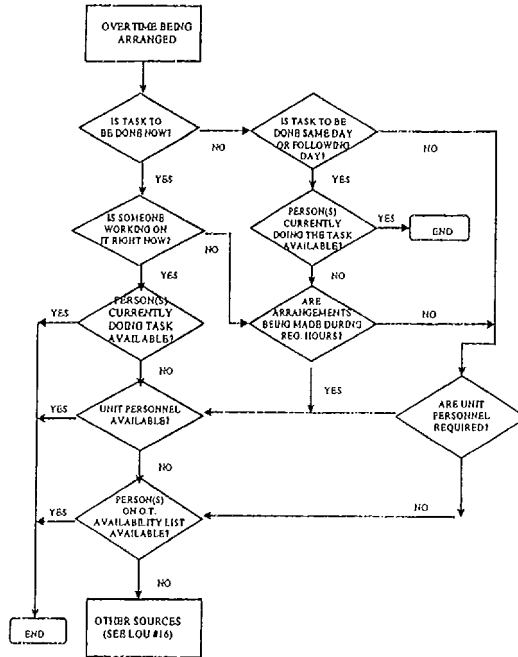 OVERTIME BEING
ARRANGED
IS TASK TO
BE DONE NOW?
NO
IS TASK TO BE
DONE SAME DAY
OR FOLLOWING
DAY?
NO
YES
YES
IS SOMEONE
WORKING ON
IT RIGHT NOW?
NO
PERSON(S)
CURRENTLY
DOING THE TASK
AVAILABLE?
YES
END
YES
NO
YES
PERSON(S)
CURRENTLY
DOING TASK
AVAILABLE?
ARE
ARRANGEMENTS
BEING MADE DURING
REG. HOURS?
NO
NO
YES
YES
UNIT PERSONNEL
AVAILABLE?
ARE UNIT
PERSONNEL
REQUIRED?
NO
NO
YES
PERSON(S)
ON O.T.
AVAILABILITY LIST
AVAILABLE?
NO
END
OTHER SOURCES
(SEE LOU #16)